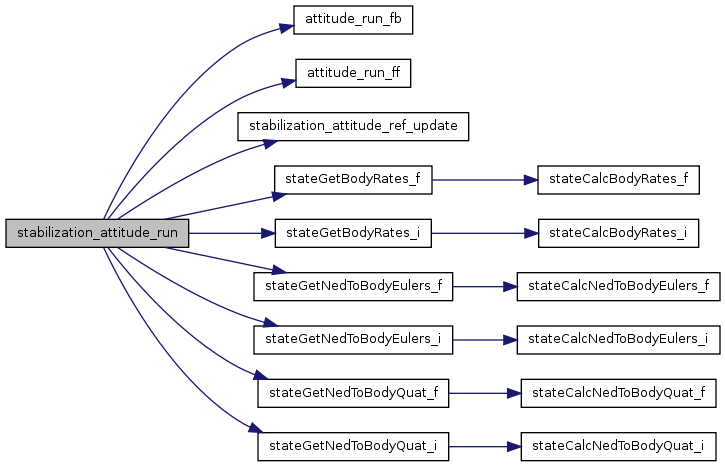 attitude_run_fb
attitude_run_ff
stabilization_attitude_ref_update
stateGetBodyRates_f
stateCalcBodyRates_f
stabilization_attitude_run
stateGetBodyRates_i
stateCalcBodyRates_i
stateGetNedToBodyEulers_f
stateCalcNedToBodyEulers_f
stateGetNedToBodyEulers_i
stateCalcNedToBodyEulers_i
stateGetNedToBodyQuat_f
stateCalcNedToBodyQuat_f
stateGetNedToBodyQuat_i
stateCalcNedToBodyQuat_i